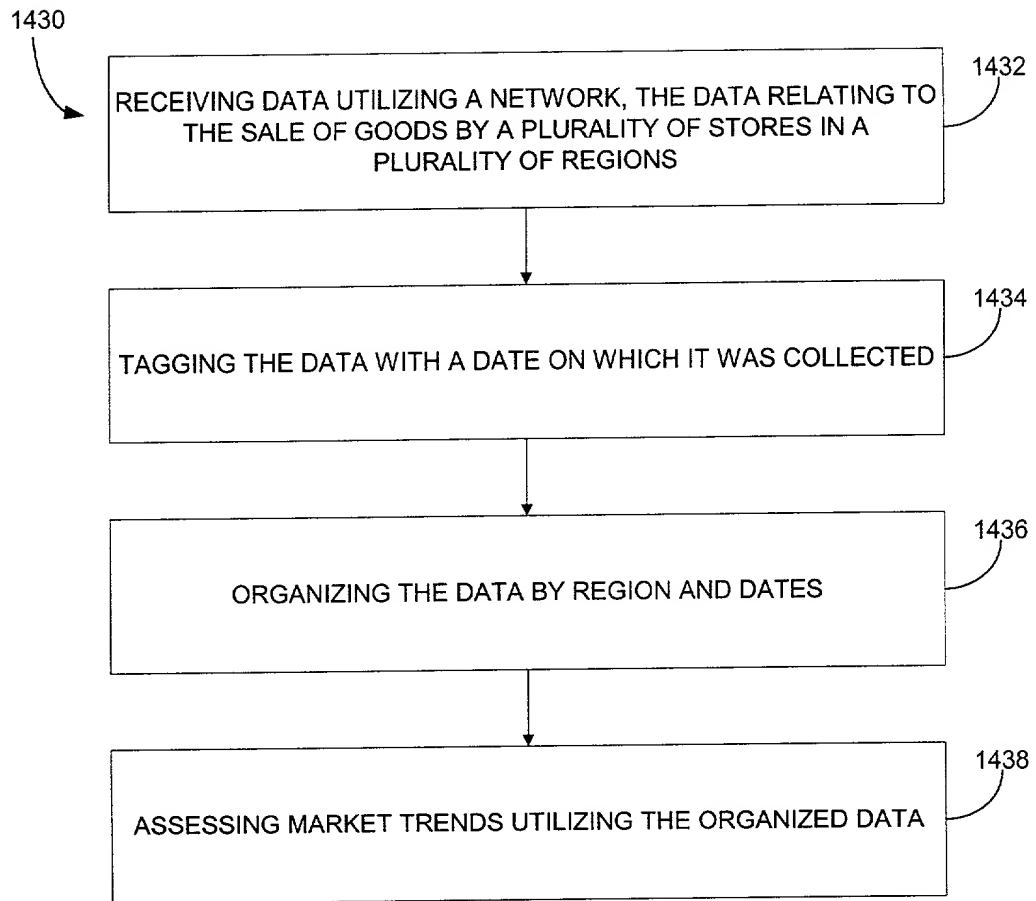 1430
1432
RECEIVING DATA UTILIZING A NETWORK, THE DATA RELATING TO
THE SALE OF GOODS BY A PLURALITY OF STORES IN A
PLURALITY OF REGIONS
1434
TAGGING THE DATA WITH A DATE ON WHICH IT WAS COLLECTED
1436
ORGANIZING THE DATA BY REGION AND DATES
1438
ASSESSING MARKET TRENDS UTILIZING THE ORGANIZED DATA